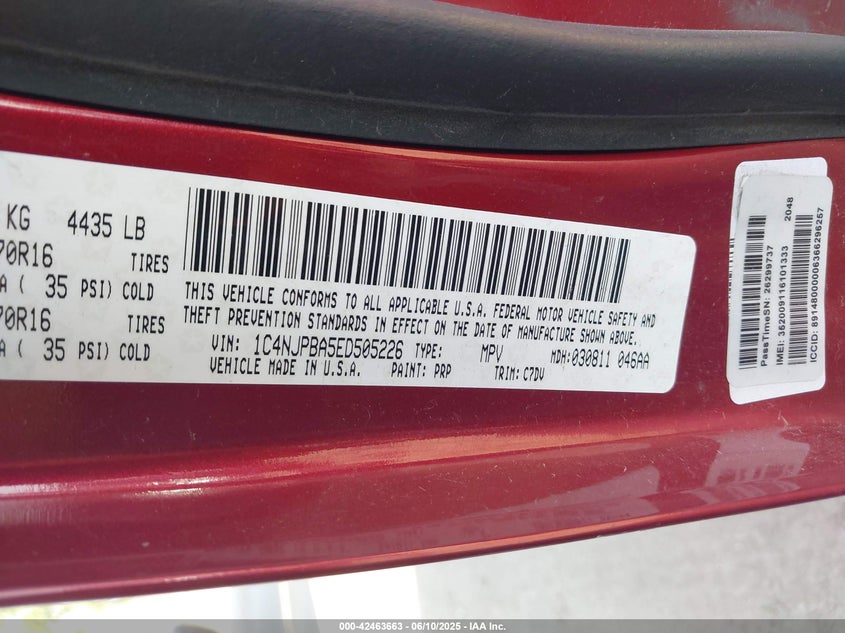 KG 4435 LB
70R16 TIRES
A ( 35 PSI) COLD
70R16 TIRES
A ( 35 PSI) COLD
THIS VEHICLE CONFORMS TO ALL APPLICABLE U.S.A. FEDERAL MOTOR VEHICLE SAFETY AND
THEFT PREVENTION STANDARDS IN EFFECT ON THE DATE OF MANUFACTURE SHOWN ABOVE.
VIN: 1C4NJPBA5ED505226 TYPE: MPV MDH:030811 046AA
VEHICLE MADE IN U.S.A. PAINT: PRP TRIM: C7DV
2048
PassTimeSN: 26299737
IMEI: 352009116101333
ICCID: 89148000006366296257
000-42463663 / 06/10/2025 - IAA Inc.